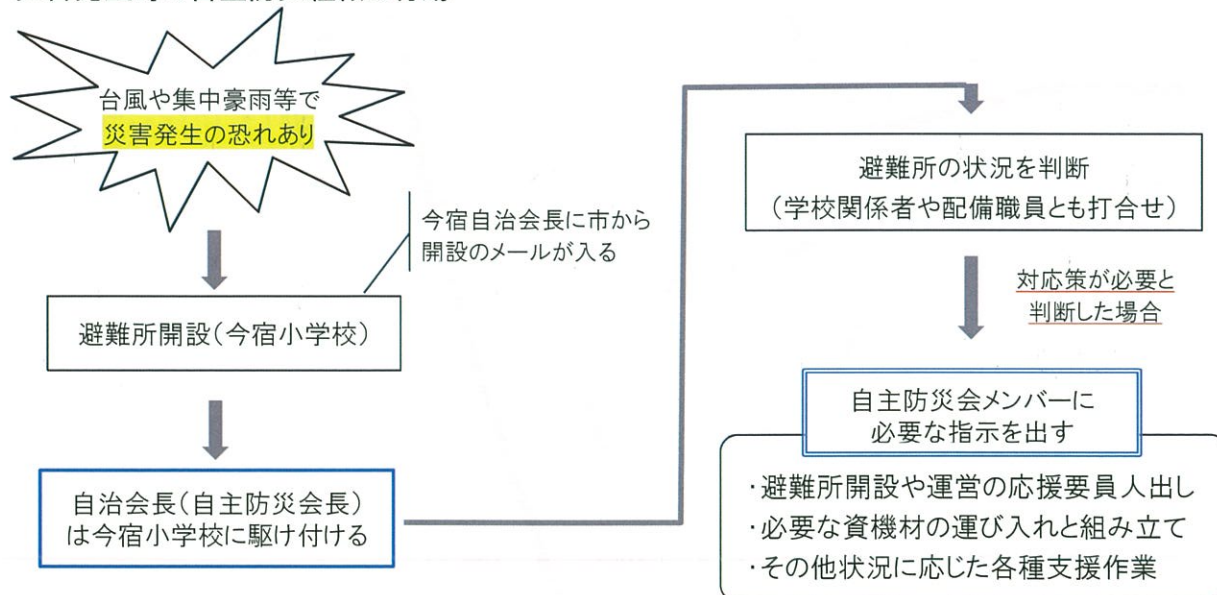 台風や集中豪雨等で
災害発生の恐れあり
今宿自治会長に市から
開設のメールが入る
避難所開設(今宿小学校)
自治会長(自主防災会長)
は今宿小学校に駆け付ける
避難所の状況を判断
(学校関係者や配備職員とも打合せ)
対応策が必要と
判断した場合
自主防災会メンバーに
必要な指示を出す
・避難所開設や運営の応援要員人出し
・必要な資機材の運び入れと組み立て
・その他状況に応じた各種支援作業